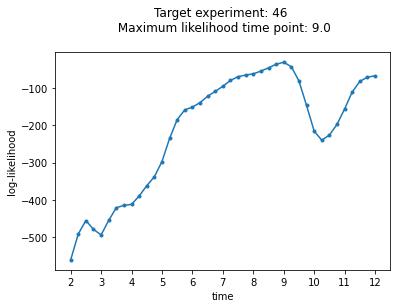 Target experiment: 46
Maximum likelihood time point: 9.0
log-likelihood
−100
−200
−300
−400
−500
2 3 4 5 6 7 8 9 10 11 12
time